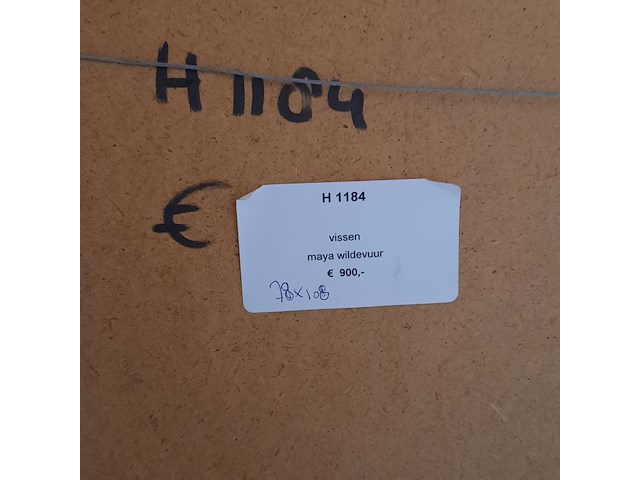 H 1184
€
H 1184
vissen
maya wildevuur
€ 900,-
78x108